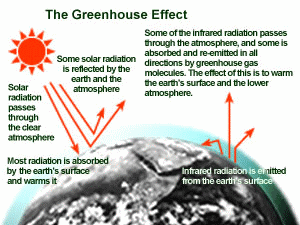 The Greenhouse Effect
Some solar radiation
is reflected by the
earth and the
atmosphere
Some of the infrared radiation passes
through the atmosphere, and some is
absorbed and re-emitted in all
directions by greenhouse gas
molecules. The effect of this is to warm
the earth's surface and the lower
atmosphere.
Solar
radiation
passes
through
the clear
atmosphere
Most radiation is absorbed
by the earth's surface
and warms it
Infrared radiation is emitted
from the earth's surface